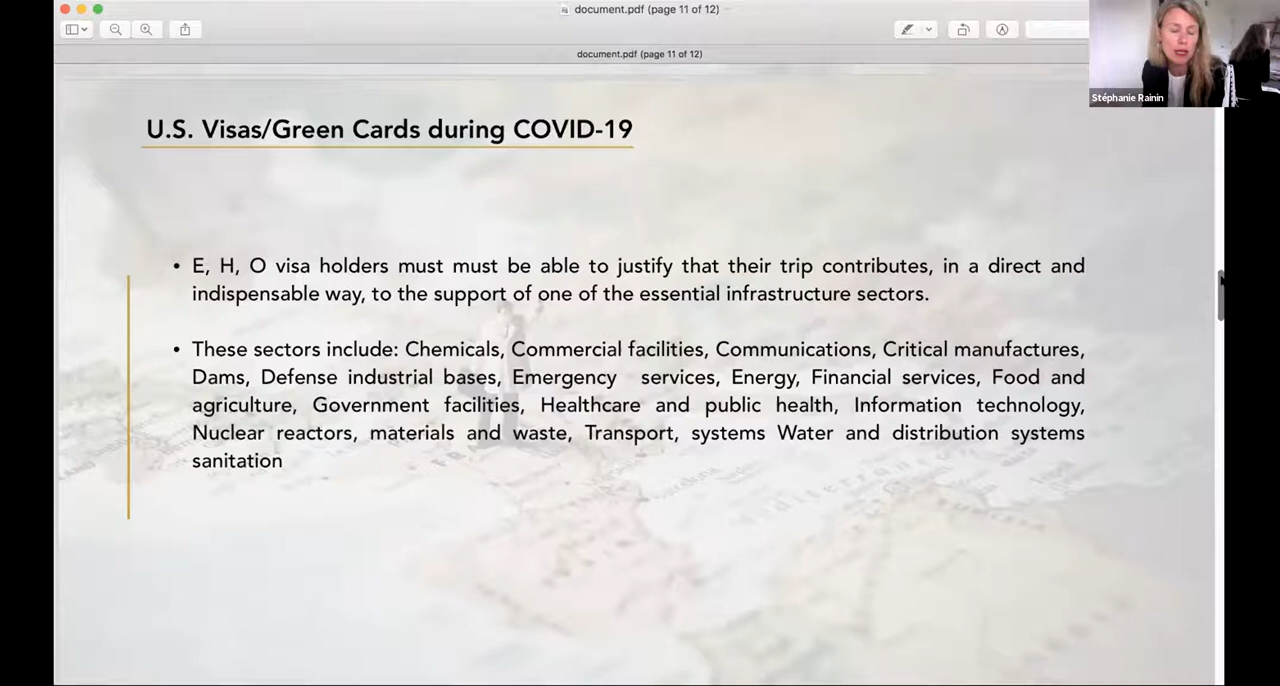 document.pdf (page 11 of 12)
document.pdf (page 11 of 12)
Stéphanie Rainin
U.S. Visas/Green Cards during COVID-19
• E, H, O visa holders must must be able to justify that their trip contributes, in a direct and
indispensable way, to the support of one of the essential infrastructure sectors.
• These sectors include: Chemicals, Commercial facilities, Communications, Critical manufactures,
Dams, Defense industrial bases, Emergency services, Energy, Financial services, Food and
agriculture, Government facilities, Healthcare and public health, Information technology,
Nuclear reactors, materials and waste, Transport, systems Water and distribution systems
sanitation